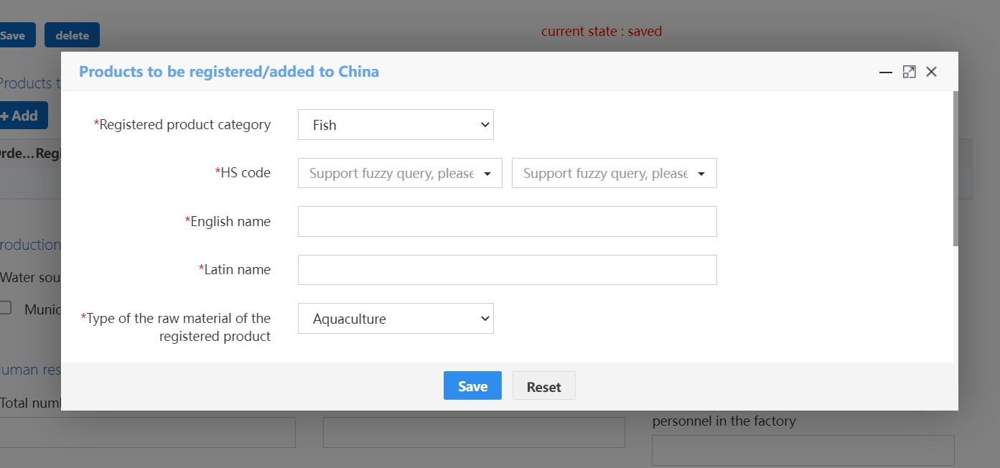 Save
delete
current state : saved
Products to be registered/added to China
Products t
+ Add
Orde...Regi
*Registered product category
Fish
*HS code
Support fuzzy query, please
Support fuzzy query, please
*English name
*Latin name
*Type of the raw material of the
registered product
Aquaculture
roduction
Water sou
Munic
uman res
Total num
Save
Reset
personnel in the factory